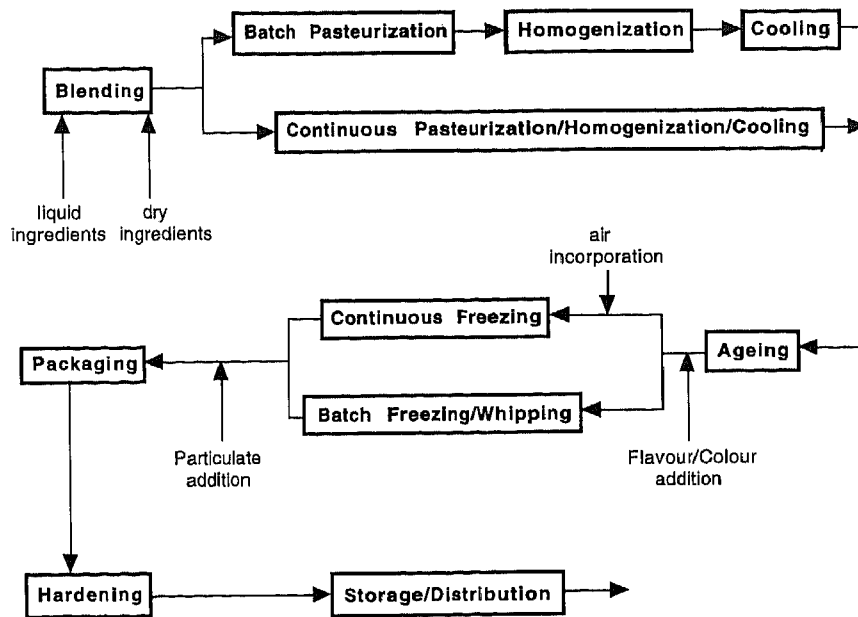 Batch Pasteurization
Homogenization
Cooling
Blending
Continuous Pasteurization/Homogenization/Cooling
liquid
ingredients
dry
ingredients
air
incorporation
Continuous Freezing
Ageing
Packaging
Batch Freezing/Whipping
Particulate
addition
Flavour/Colour
addition
Hardening
Storage/Distribution